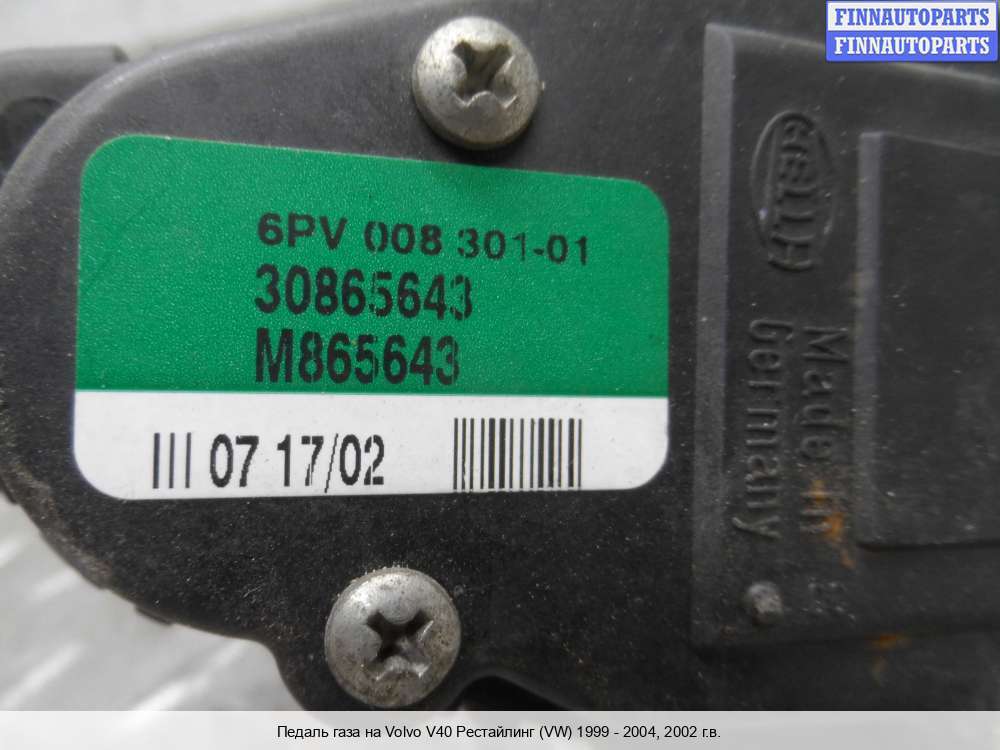 FINNAUTOPARTS
FINNAUTOPARTS
6PV 008 301-01
30865643
M865643
07 17/02
HELLA
Made in
Germany
Педаль газа на Volvo V40 Рестайлинг (VW) 1999 - 2004, 2002 г.в.